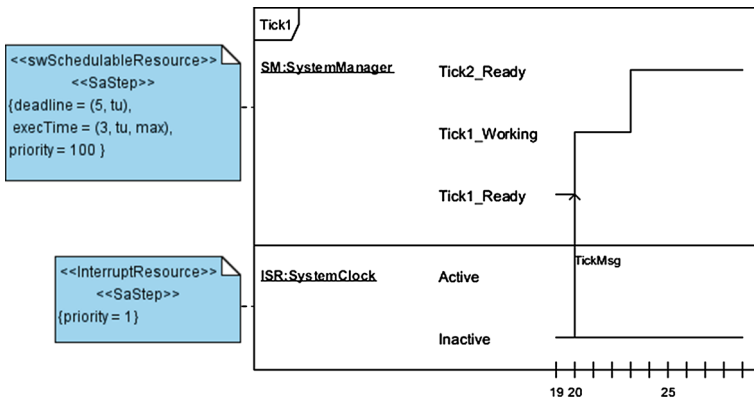 Tick1
<<swSchedulableResource>>
<<SaStep>>
{deadline = (5, tu),
execTime = (3, tu, max),
priority = 100 }
SM:SystemManager
Tick2_Ready
Tick1_Working
Tick1_Ready
<<InterruptResource>>
<<SaStep>>
{priority = 1}
ISR:SystemClock
Active
TickMsg
Inactive
19 20 25